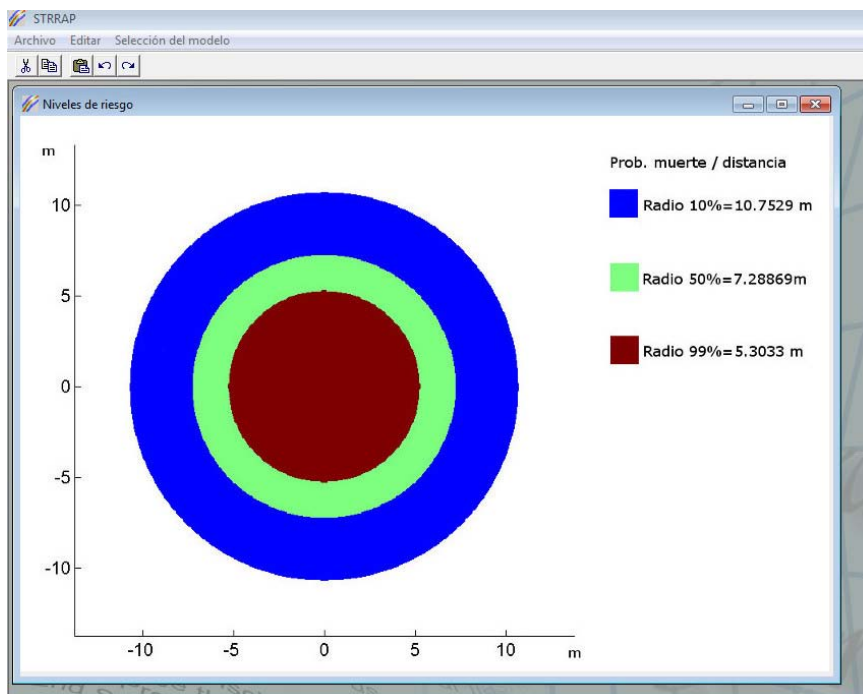 STRRAP
Archivo Editar Selección del modelo
Niveles de riesgo
m
10
5
0
-5
-10
-10 -5 0 5 10 m
Prob. muerte / distancia
Radio 10%=10.7529 m
Radio 50%=7.28869m
Radio 99%=5.3033 m